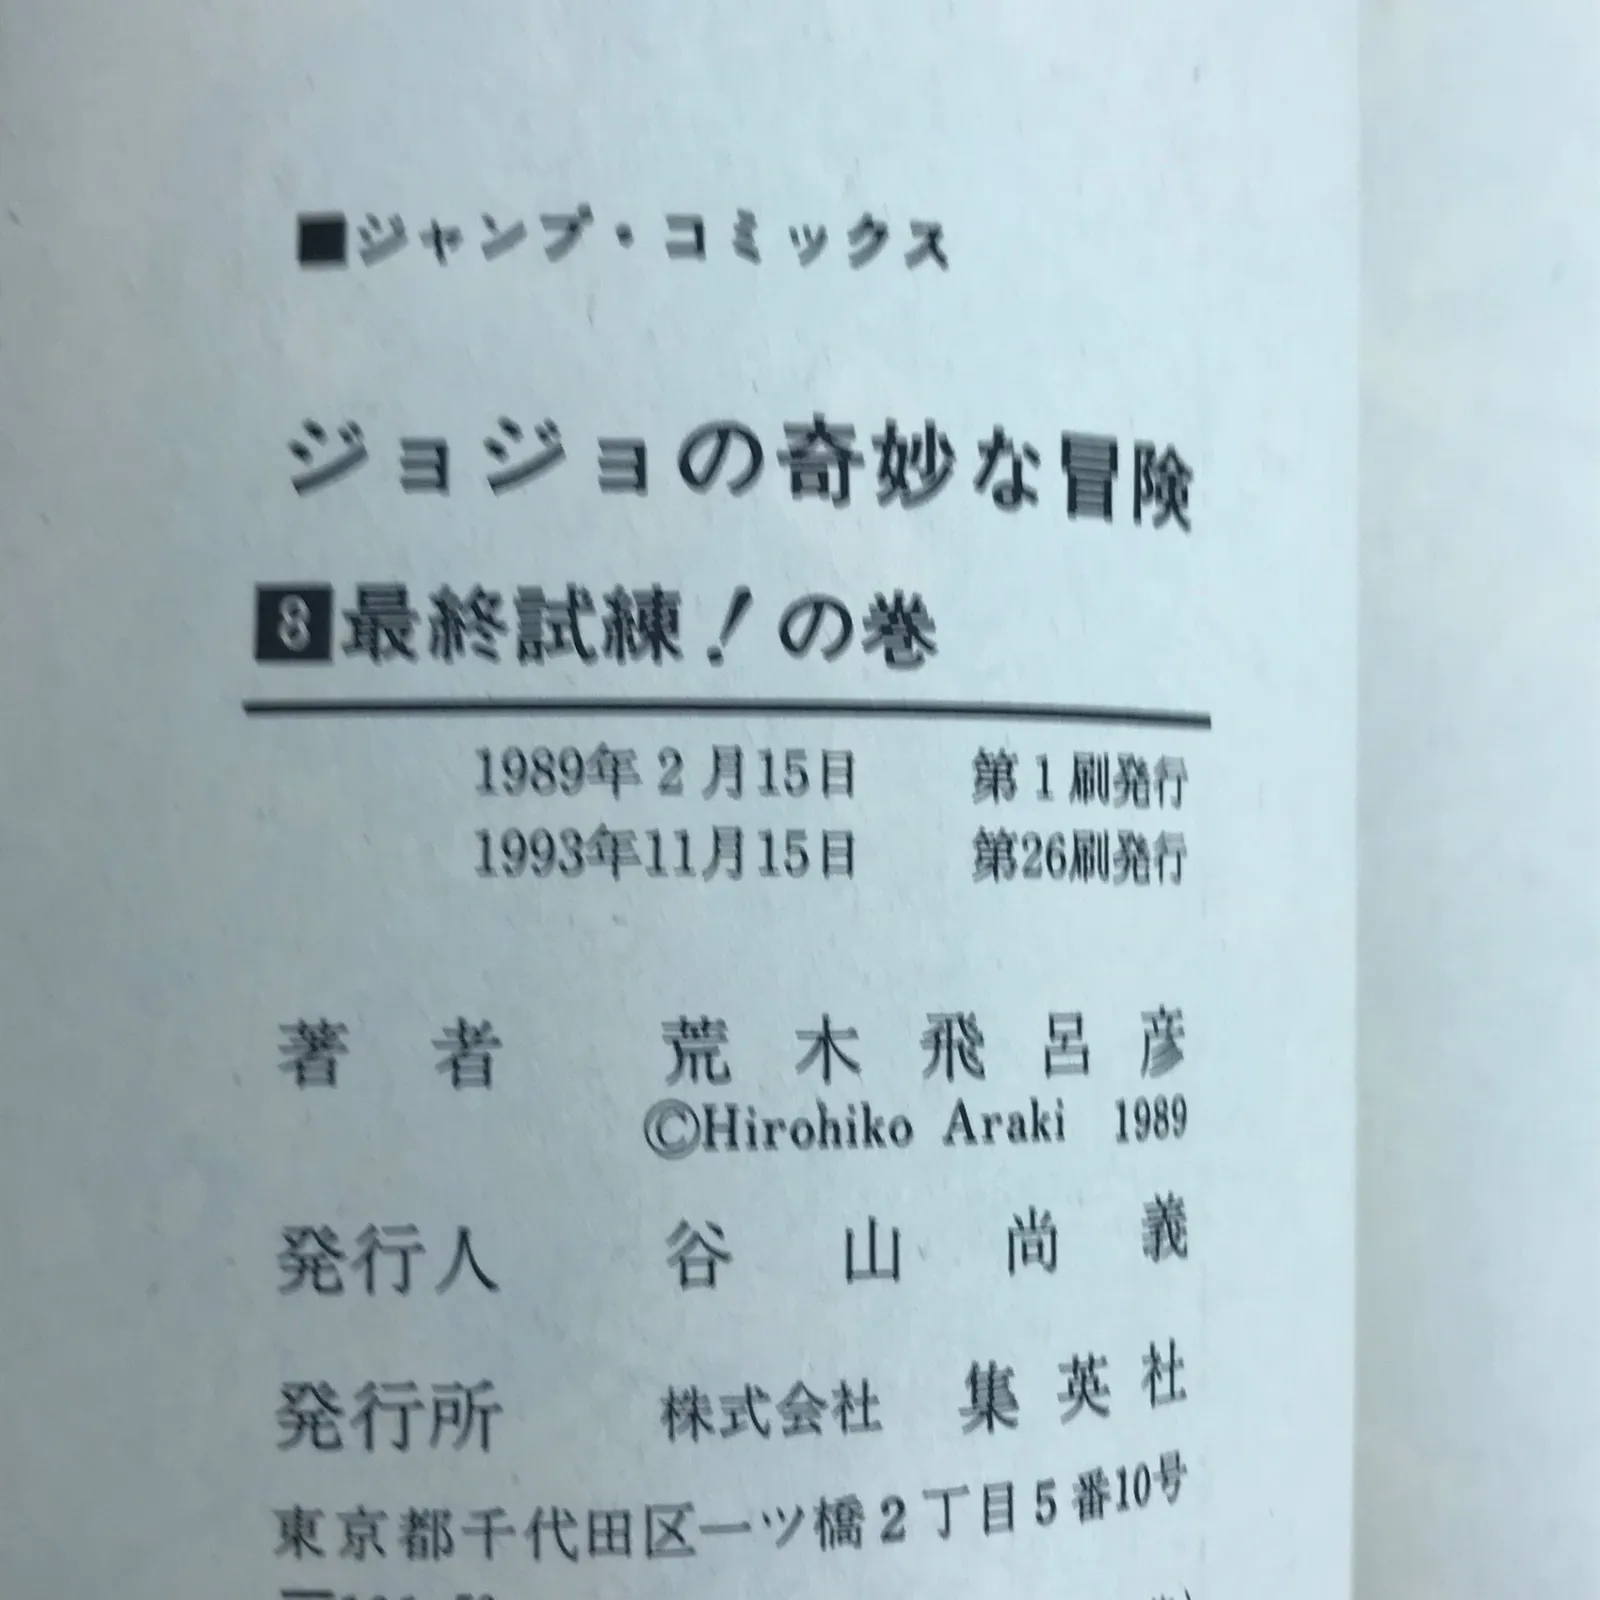 ■ジャンプ・コミックス
ジョジョの奇妙な冒険
8最終試練！の巻
1989年2月15日 第1刷発行
1993年11月15日 第26刷発行
著者 荒木飛呂彦
©Hirohiko Araki 1989
発行人 谷山尚義
発行所 株式会社 集英社
東京都千代田区一ツ橋2丁目5番10号